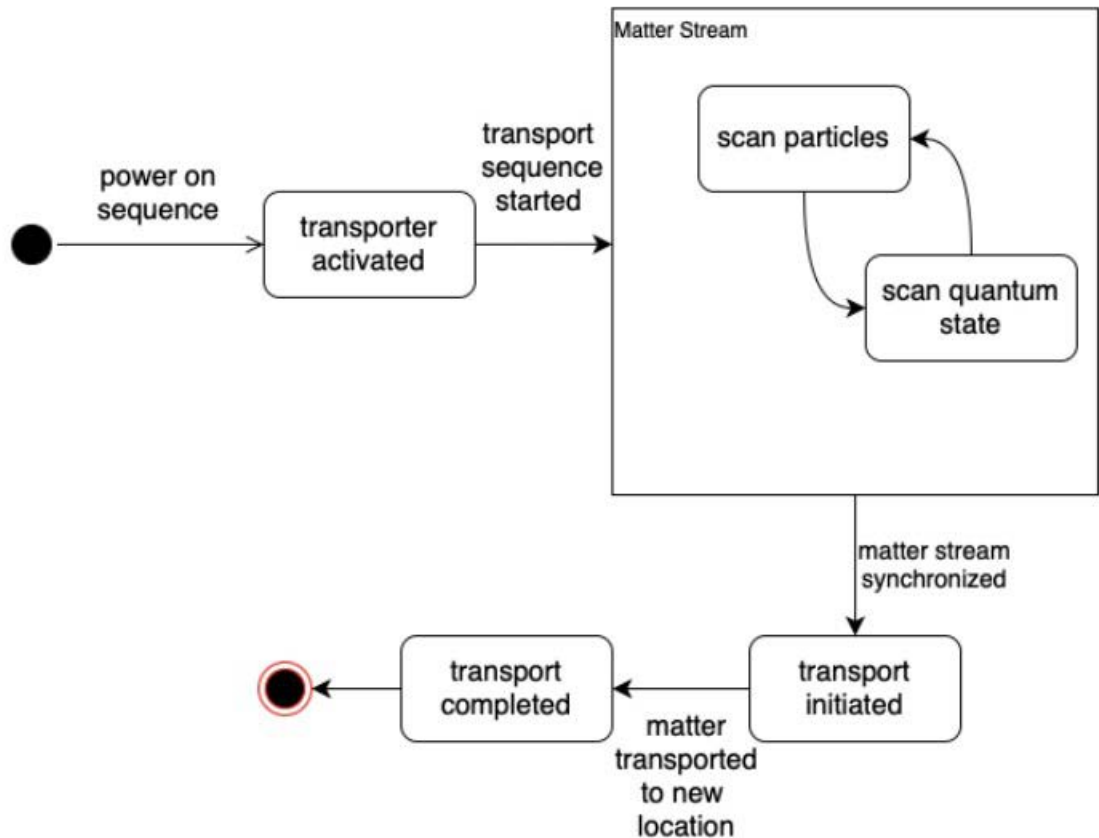 Matter Stream
scan particles
scan quantum
state
transport
sequence
started
power on
sequence
transporter
activated
matter stream
synchronized
transport
initiated
matter
transported
to new
location
transport
completed